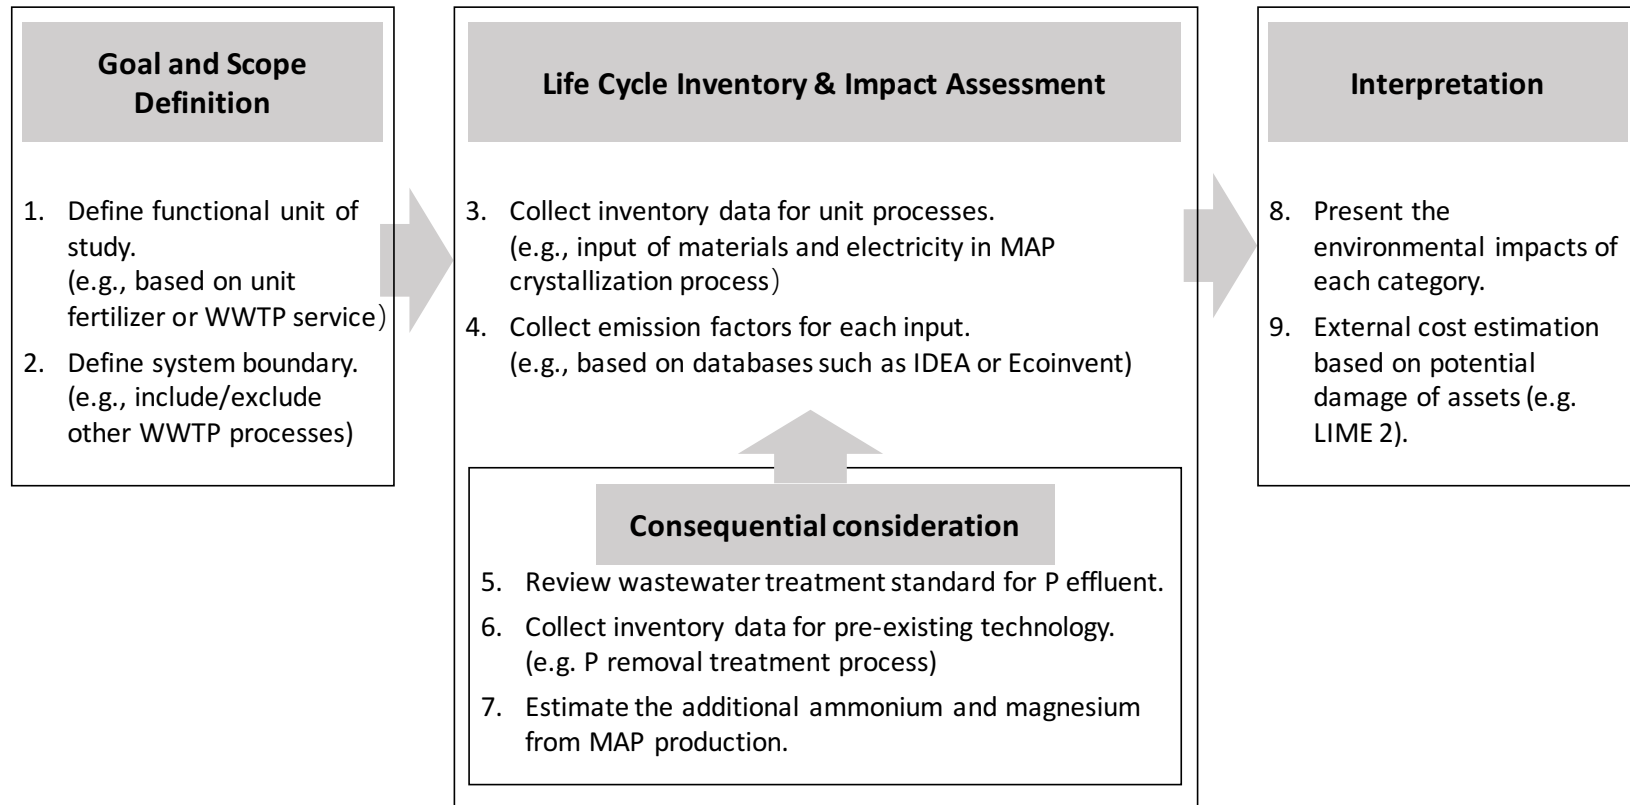 Goal and Scope
Definition
1. Define functional unit of
study.
(e.g., based on unit
fertilizer or WWTP service）
2. Define system boundary.
(e.g., include/exclude
other WWTP processes)
Life Cycle Inventory & Impact Assessment
3. Collect inventory data for unit processes.
(e.g., input of materials and electricity in MAP
crystallization process）
4. Collect emission factors for each input.
(e.g., based on databases such as IDEA or Ecoinvent)
Consequential consideration
5. Review wastewater treatment standard for P effluent.
6. Collect inventory data for pre-existing technology.
(e.g. P removal treatment process)
7. Estimate the additional ammonium and magnesium
from MAP production.
Interpretation
8. Present the
environmental impacts of
each category.
9. External cost estimation
based on potential
damage of assets (e.g.
LIME 2).